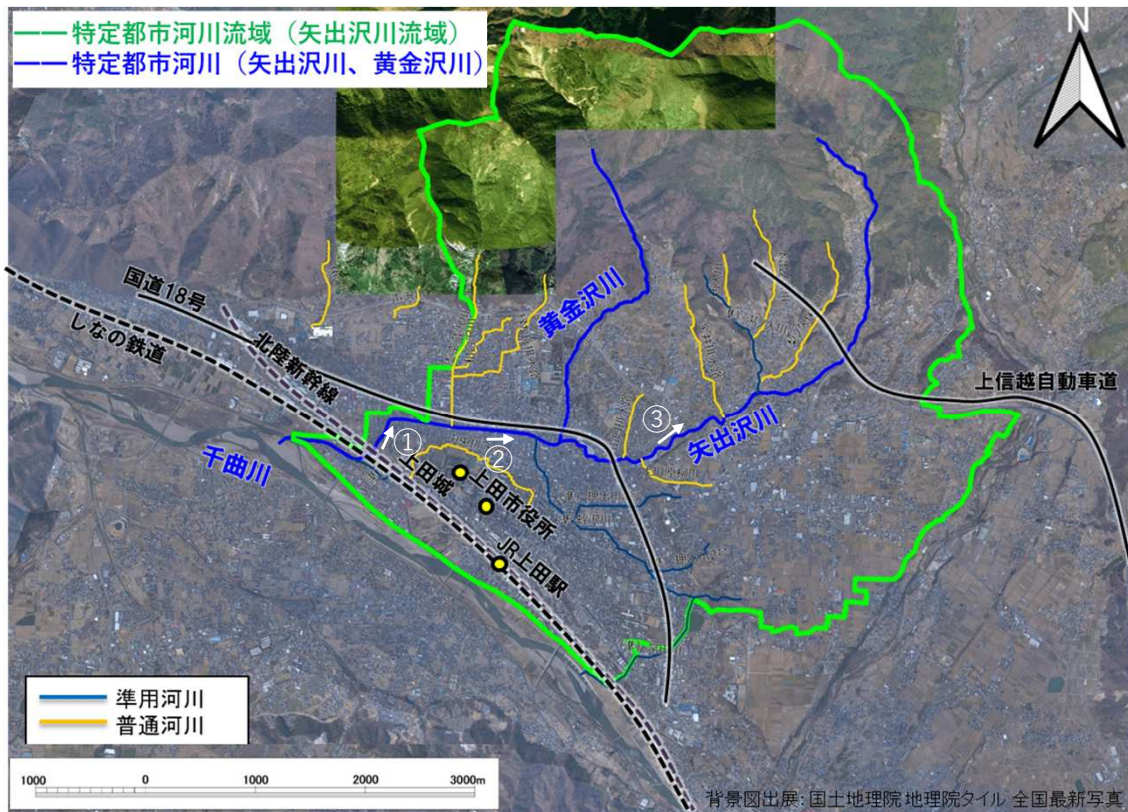 特定都市河川流域（矢出沢川流域）
特定都市河川（矢出沢川、黄金沢川）
N
国道18号
しなの鉄道
北陸新幹線
黄金沢川
上信越自動車道
矢出沢川
千曲川
①
②
③
上田城
上田市役所
JR上田駅
準用河川
普通河川
1000 0 1000 2000 3000m
背景図出展：国土地理院 地理院タイル 全国最新写真